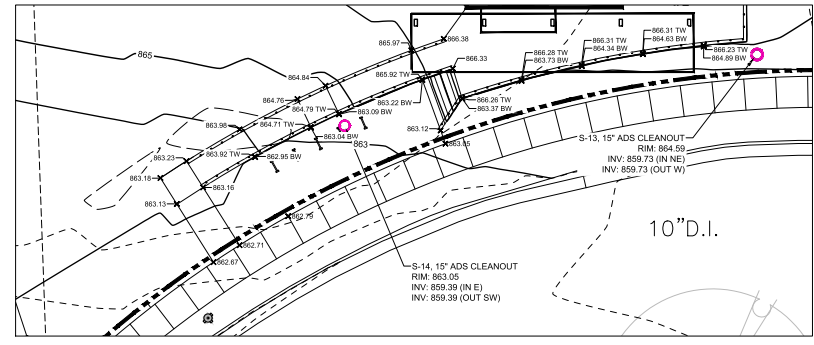 866.38
865.97
866.33
866.31 TW
864.63 BW
866.31 TW
864.34 BW
866.28 TW
863.73 BW
866.23 TW
864.89 BW
865
864.84
865.92 TW
863.22 BW
864.76
864.79 TW
863.09 BW
866.26 TW
863.37 BW
863.98
864.71 TW
863.04 BW
863.12
863.05
863
863.92 TW
862.95 BW
863.23
863.18
863.16
863.13
862.79
862.71
862.67
S-13, 15" ADS CLEANOUT
RIM: 864.59
INV: 859.73 (IN NE)
INV: 859.73 (OUT W)
10"D.I.
S-14, 15" ADS CLEANOUT
RIM: 863.05
INV: 859.39 (IN E)
INV: 859.39 (OUT SW)